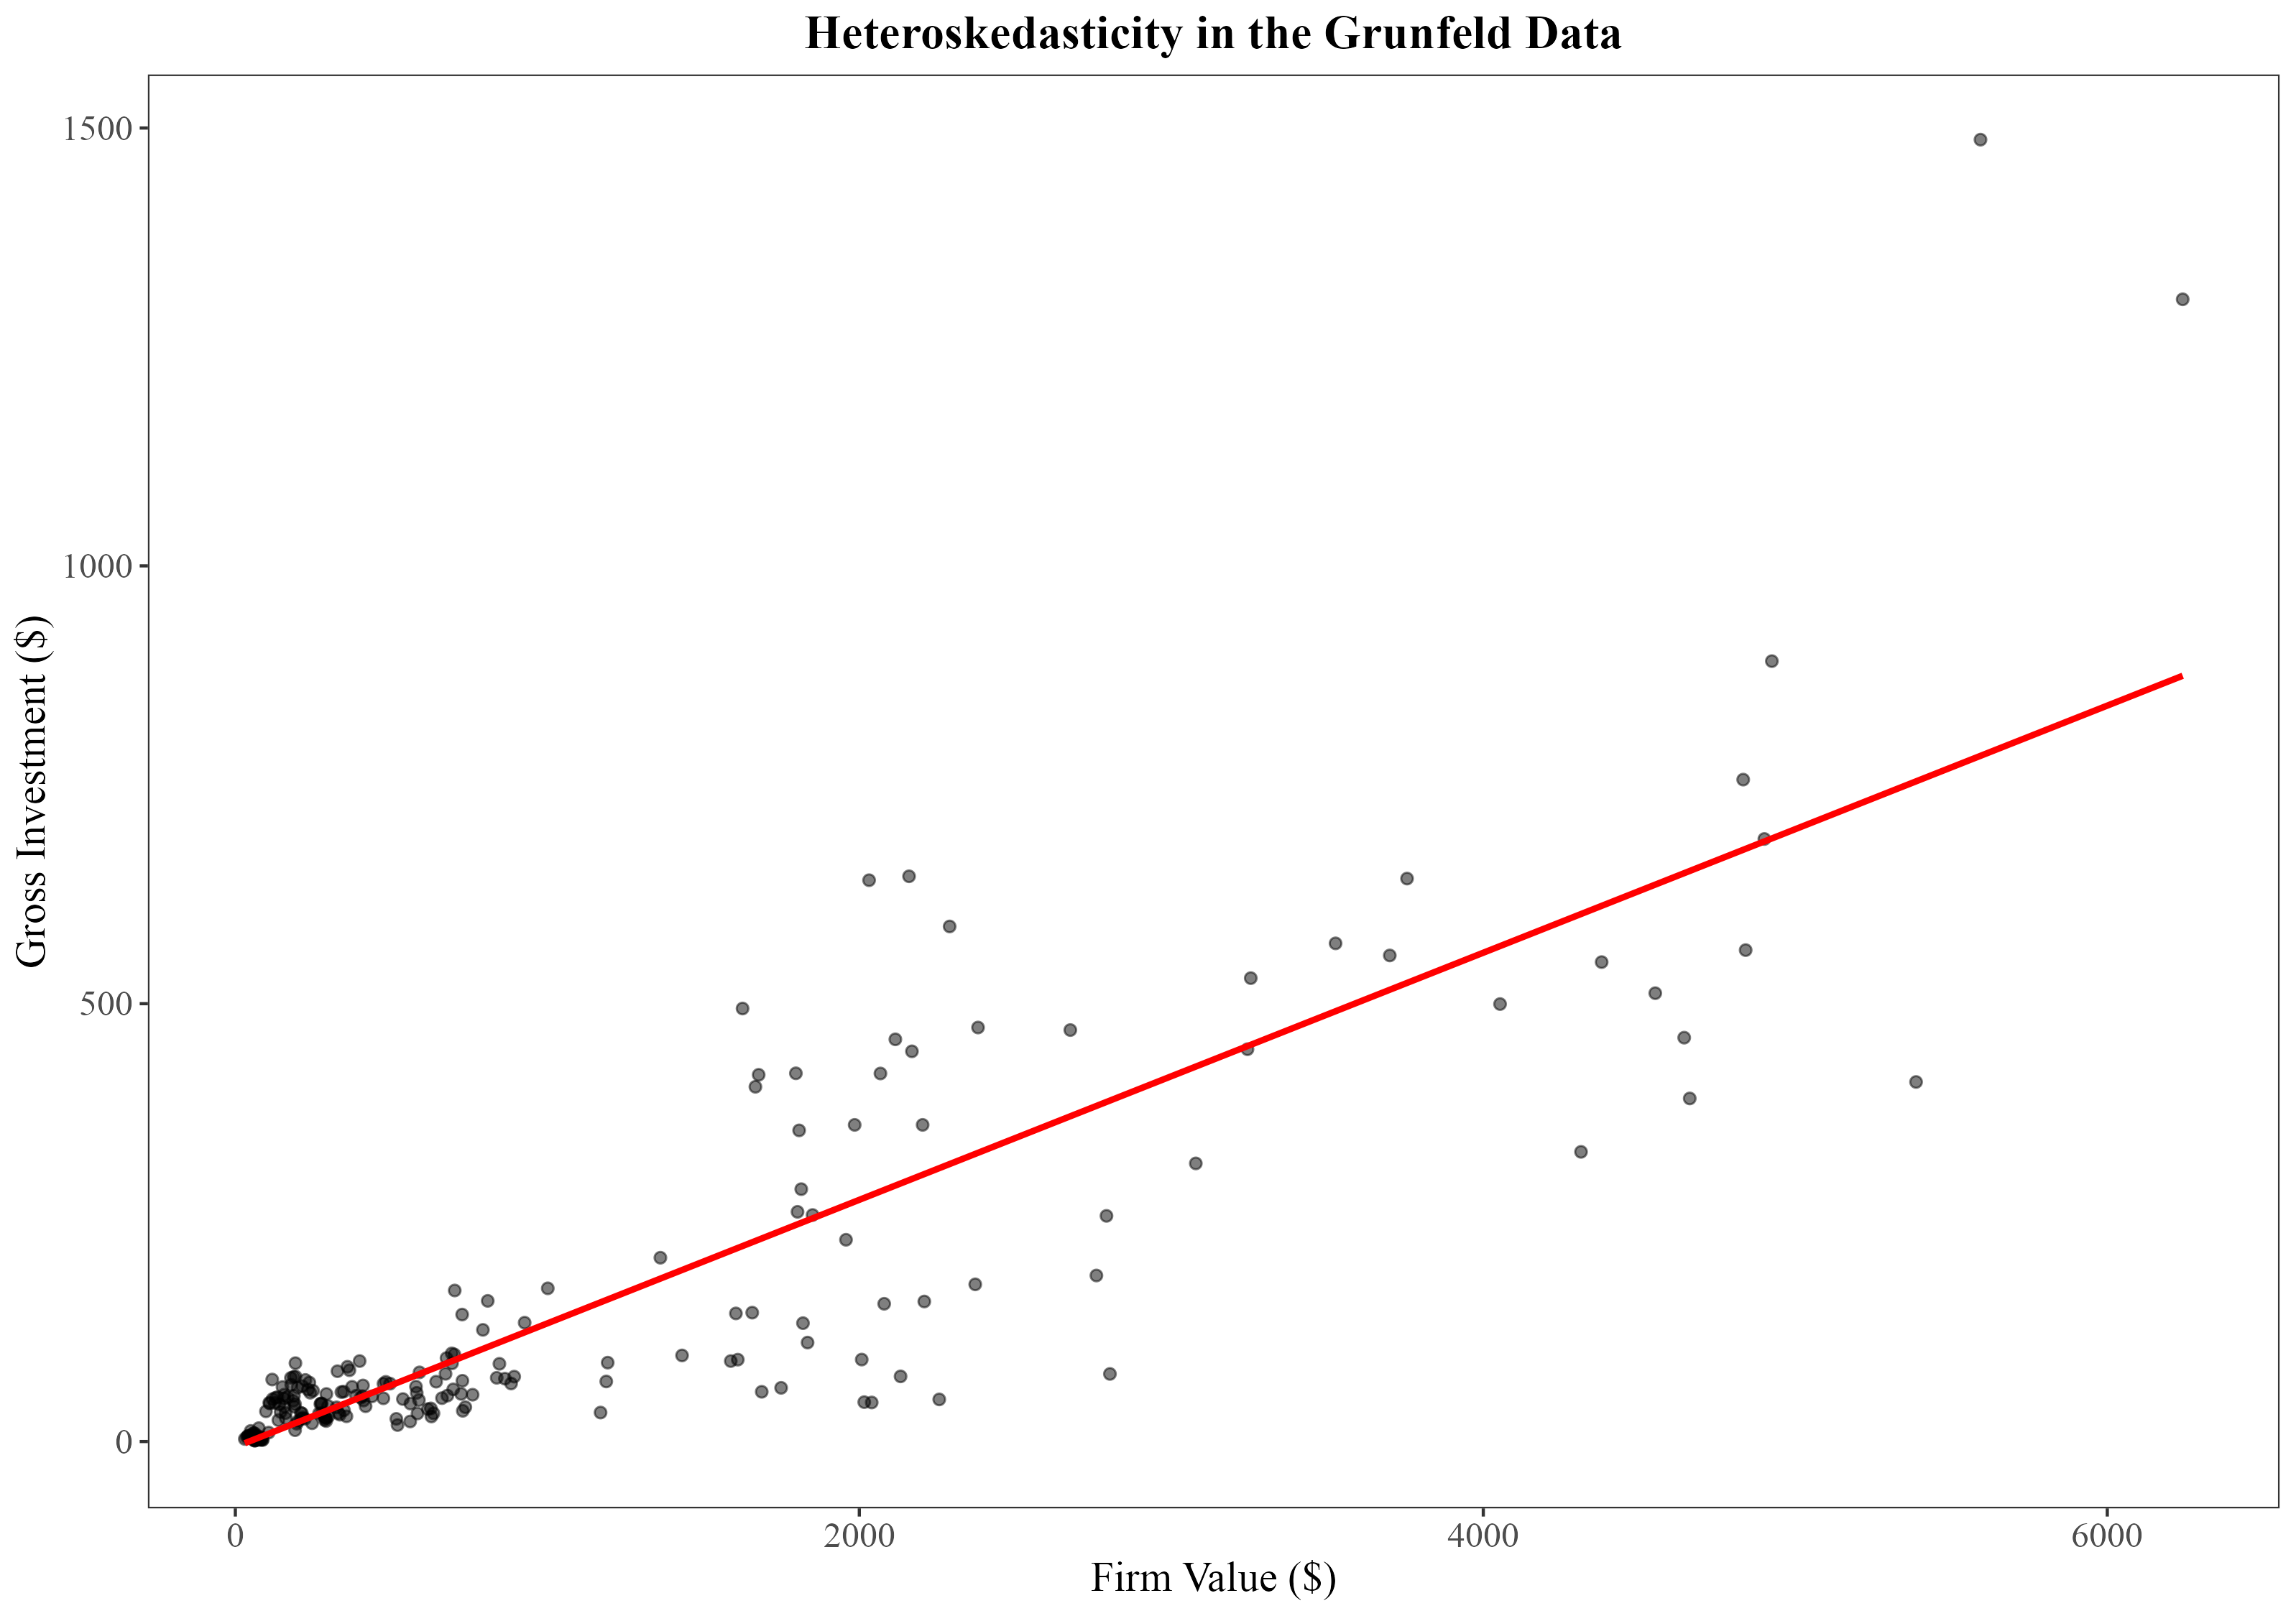 Heteroskedasticity in the Grunfeld Data
1500
1000
500
0
Gross Investment ($)
0 2000 4000 6000
Firm Value ($)